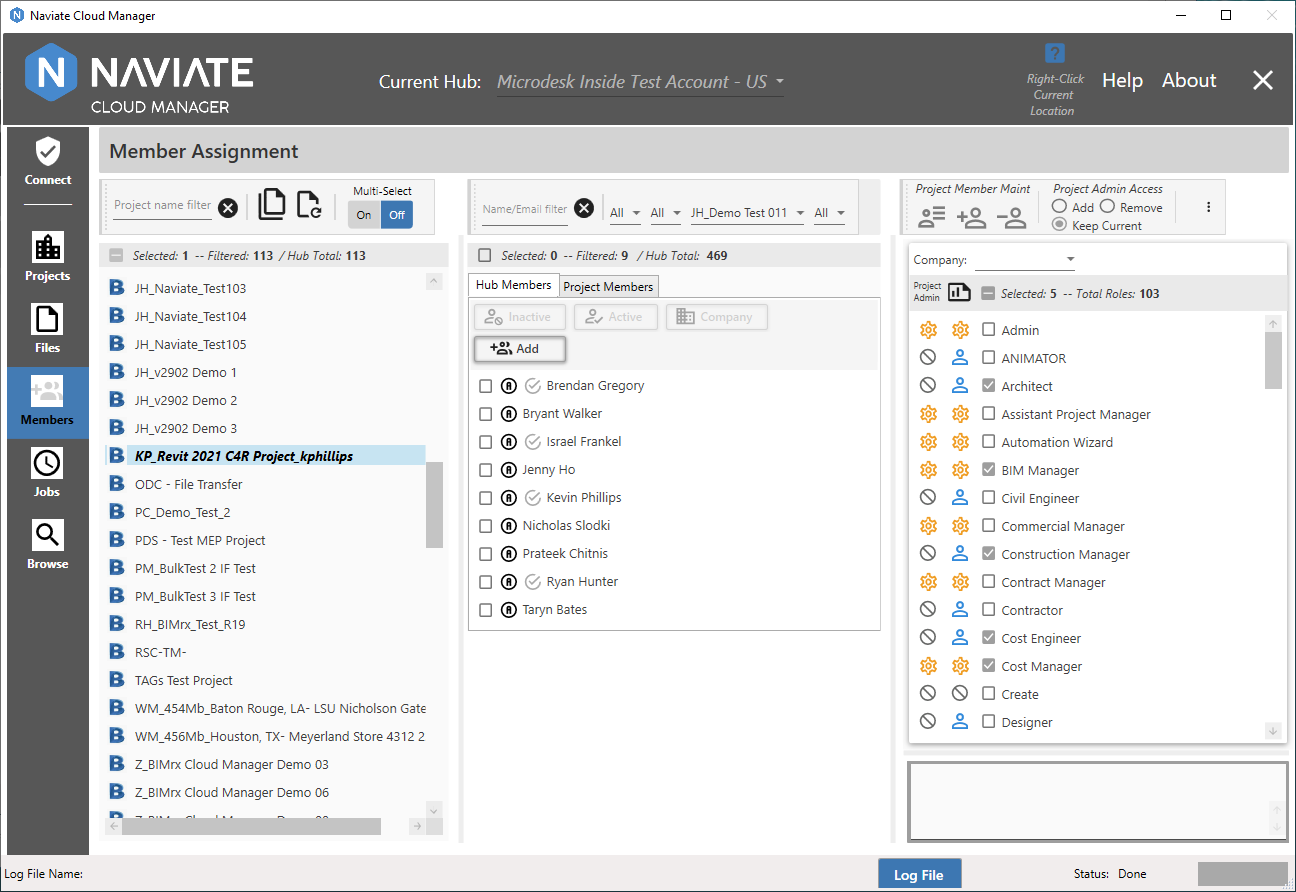 Naviate Cloud Manager
NAVIATE
CLOUD MANAGER
Current Hub: Microdesk Inside Test Account - US
?
Right-Click
Current
Location
Help About
Connect
Projects
Files
Members
Jobs
Browse
Member Assignment
Project name filter
Multi-Select
On Off
Selected: 1 -- Filtered: 113 / Hub Total: 113
JH_Naviate_Test103
JH_Naviate_Test104
JH_Naviate_Test105
JH_v2902 Demo 1
JH_v2902 Demo 2
JH_v2902 Demo 3
KP_Revit 2021 C4R Project_kphillips
ODC - File Transfer
PC_Demo_Test_2
PDS - Test MEP Project
PM_BulkTest 2 IF Test
PM_BulkTest 3 IF Test
RH_BIMrx_Test_R19
RSC-TM-
TAGs Test Project
WM_454Mb_Baton Rouge, LA- LSU Nicholson Gate
WM_456Mb_Houston, TX- Meyerland Store 4312 2
Z_BIMrx Cloud Manager Demo 03
Z_BIMrx Cloud Manager Demo 06
Name/Email filter
All All JH_Demo Test 011 All
Selected: 0 -- Filtered: 9 / Hub Total: 469
Hub Members Project Members
Inactive Active Company
Add
Brendan Gregory
Bryant Walker
Israel Frankel
Jenny Ho
Kevin Phillips
Nicholas Slodki
Prateek Chitnis
Ryan Hunter
Taryn Bates
Project Member Maint
Project Admin Access
Add Remove
Keep Current
Company:
Project
Admin
Selected: 5 -- Total Roles: 103
Admin
ANIMATOR
Architect
Assistant Project Manager
Automation Wizard
BIM Manager
Civil Engineer
Commercial Manager
Construction Manager
Contract Manager
Contractor
Cost Engineer
Cost Manager
Create
Designer
Log File Name:
Log File
Status: Done